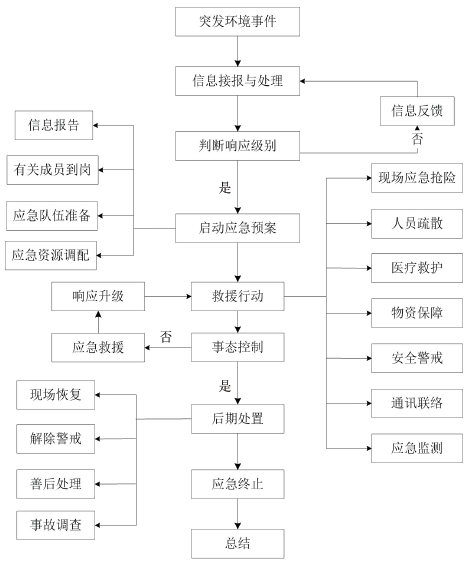 突发环境事件
信息接报与处理
信息反馈
信息报告
否
判断响应级别
有关成员到岗
是
现场应急抢险
应急队伍准备
启动应急预案
人员疏散
应急资源调配
医疗救护
响应升级
救援行动
物资保障
否
应急救援
事态控制
安全警戒
是
现场恢复
后期处置
通讯联络
解除警戒
应急监测
善后处理
应急终止
事故调查
总结